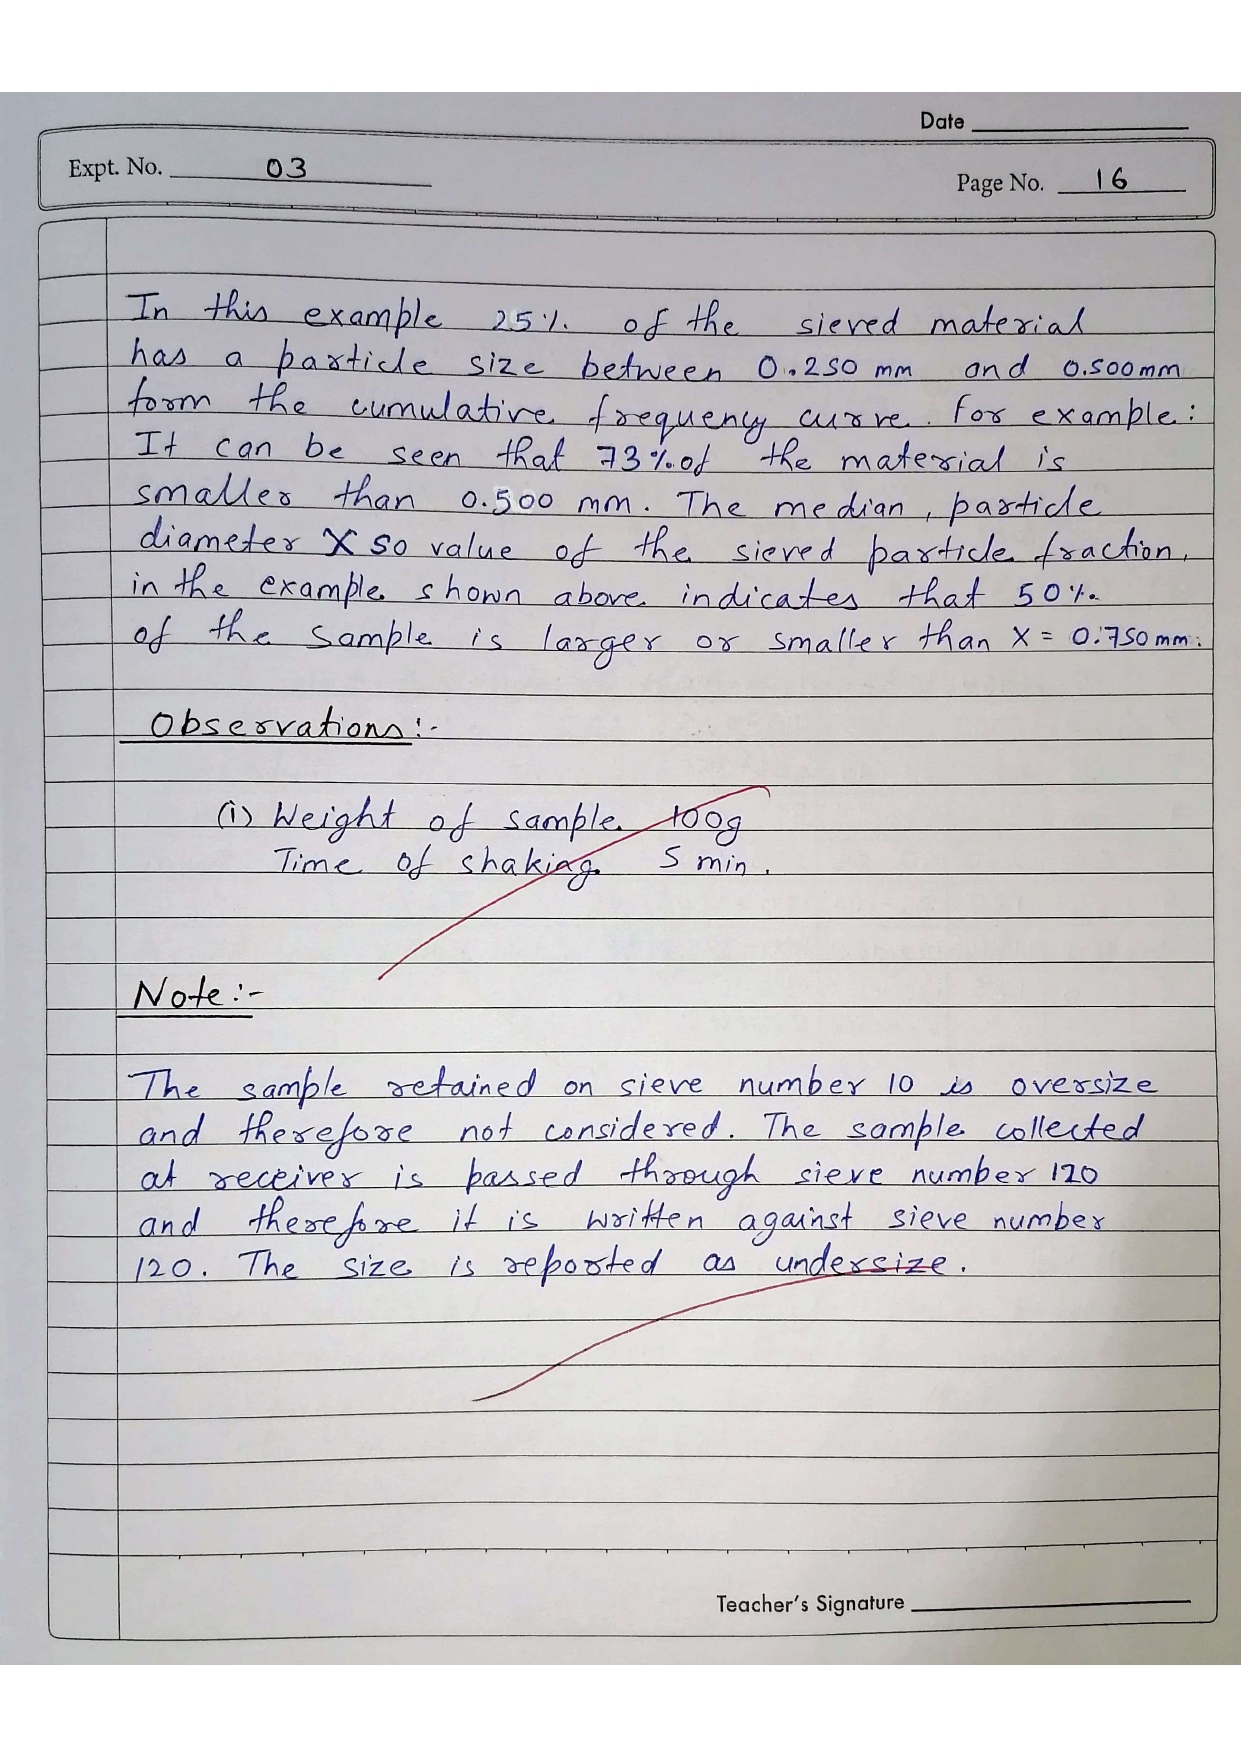 Date
Expt. No. 03
Page No. 16
In this example 25% of the sieved material
has a particle size between 0.250 mm and 0.500mm
form the cumulative frequency curve. For example:
It can be seen that 73% of the material is
smaller than 0.500 mm. The median, particle
diameter X 50 value of the sieved particle fraction,
in the example shown above indicates that 50%
of the sample is larger or smaller than X = 0.750 mm.
Observations:-
(i) Weight of sample 100g
Time of shaking 5 min.
Note:-
The sample retained on sieve number 10 is oversize
and therefore not considered. The sample collected
at receiver is passed through sieve number 120
and therefore it is written against sieve number
120. The size is reported as undersize.
Teacher's Signature